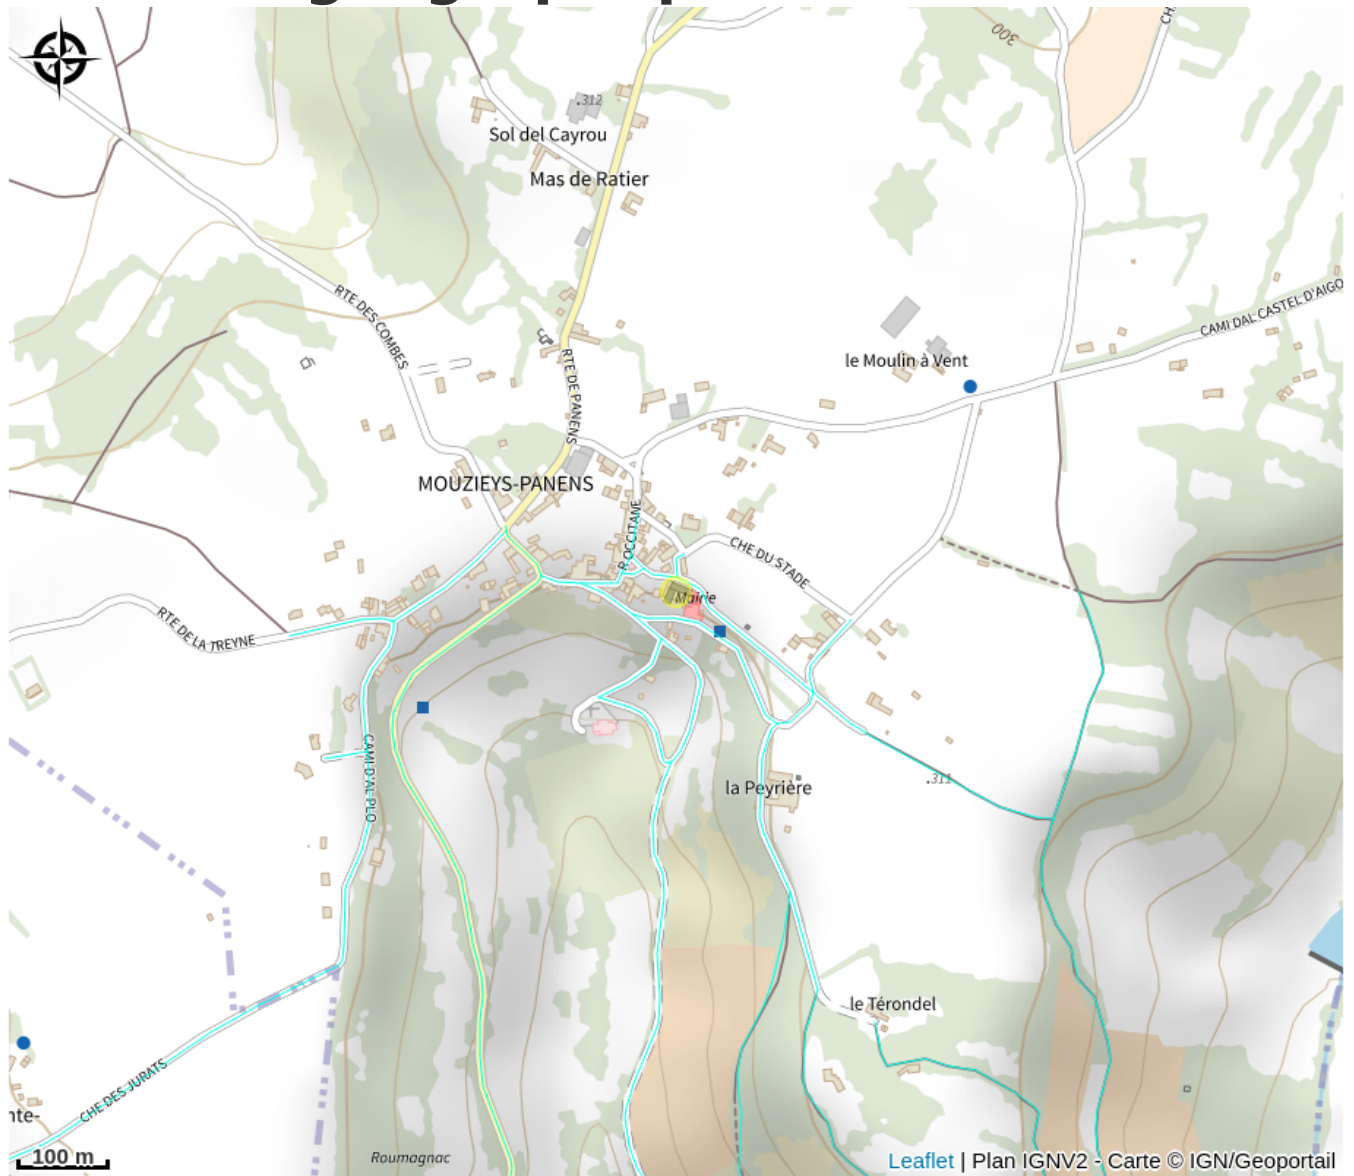 300
.312
Sol del Cayrou
Mas de Ratier
CAMI DAL CASTEL D'AIGO
RTE DES COMBES
RTE DE PANENS
le Moulin à Vent
MOUZIEYS-PANENS
R OCCITANE
CHE DU STADE
Mairie
RTE DE LA TREYNE
CAMI D'AL PLO
la Peyrière
.311
le Térondel
CHE DES JURATS
nte-
100 m
Roumagnac
Leaflet | Plan IGNV2 - Carte © IGN/Geoportail